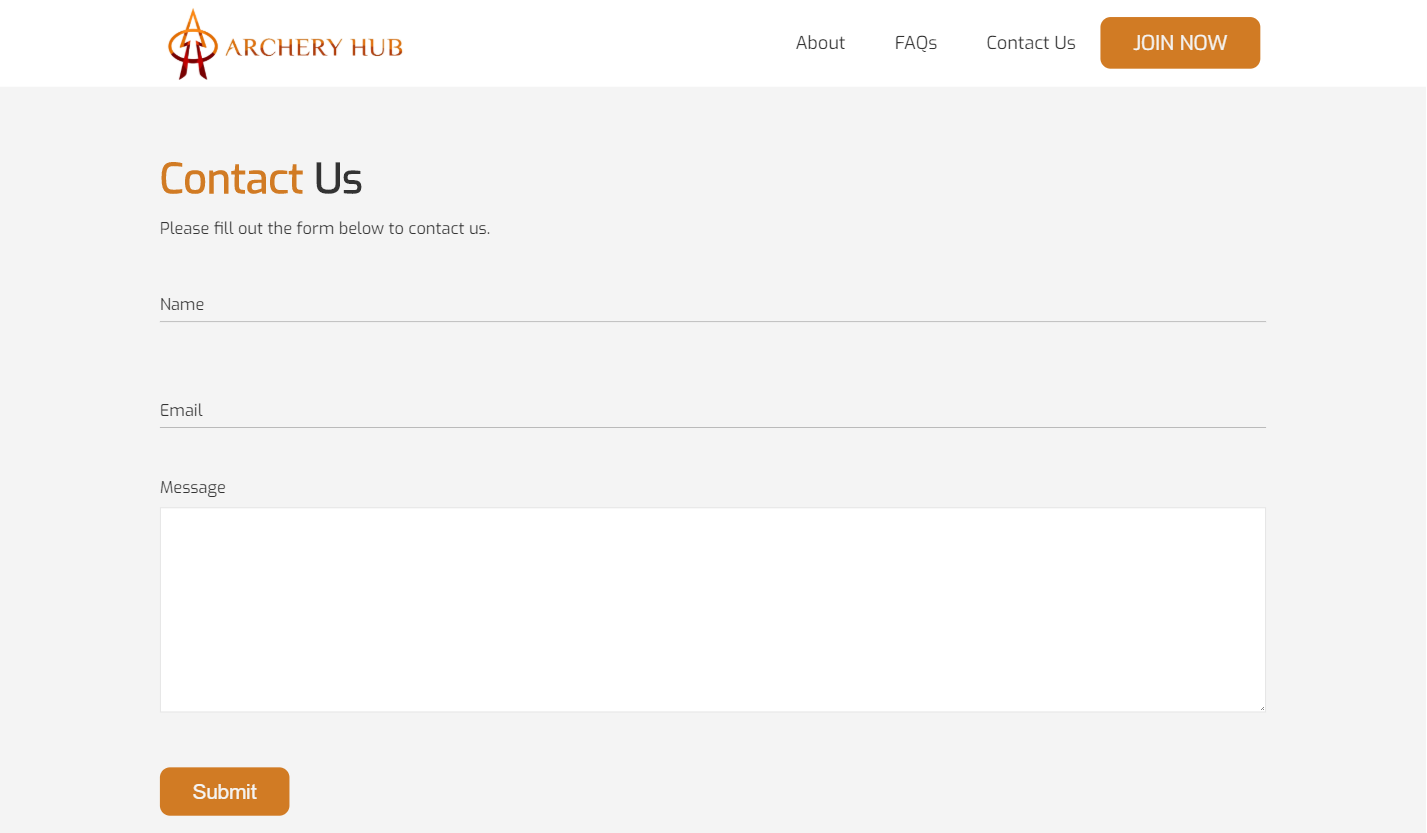 ARCHERY HUB
About FAQs Contact Us JOIN NOW
Contact Us
Please fill out the form below to contact us.
Name
Email
Message
Submit